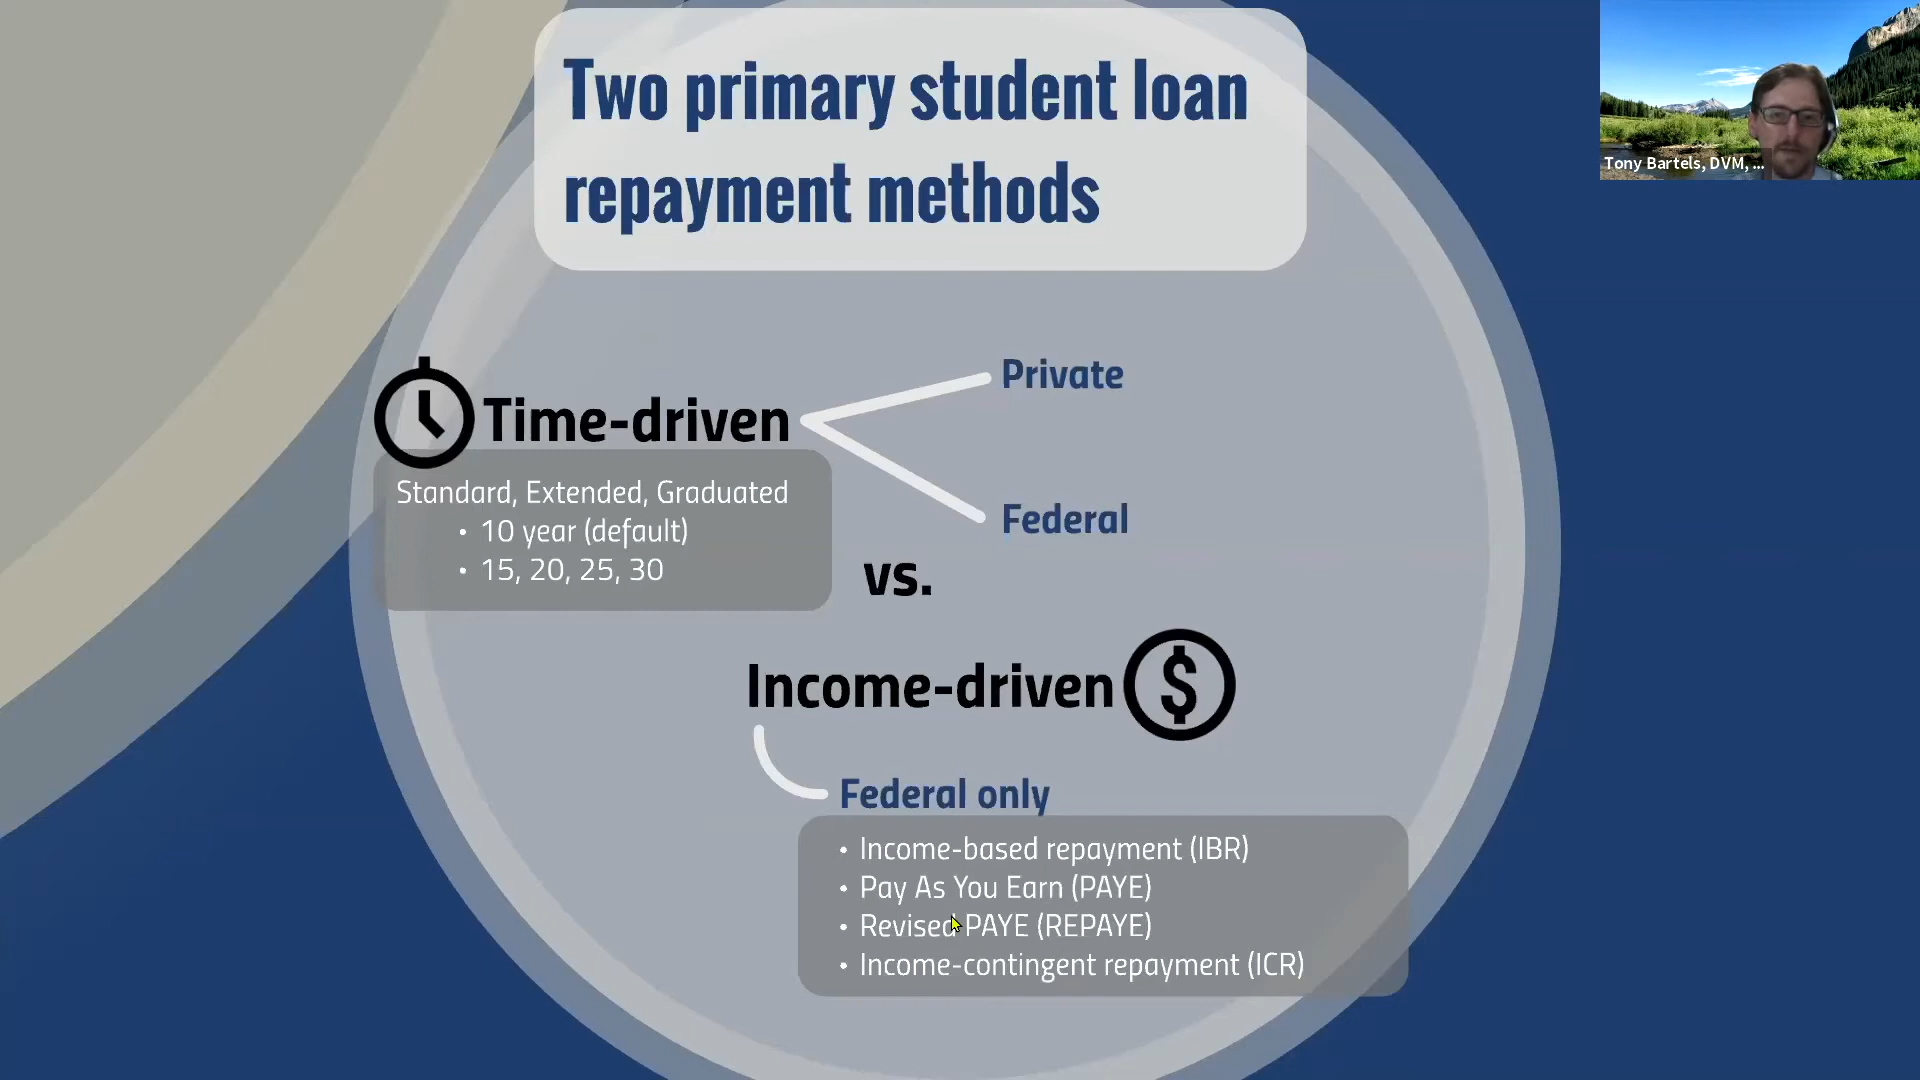 Two primary student loan
repayment methods
Tony Bartels, DVM, ...
Private
Time-driven
Standard, Extended, Graduated
• 10 year (default)
• 15, 20, 25, 30
Federal
vs.
Income-driven
$
Federal only
• Income-based repayment (IBR)
• Pay As You Earn (PAYE)
• Revised PAYE (REPAYE)
• Income-contingent repayment (ICR)